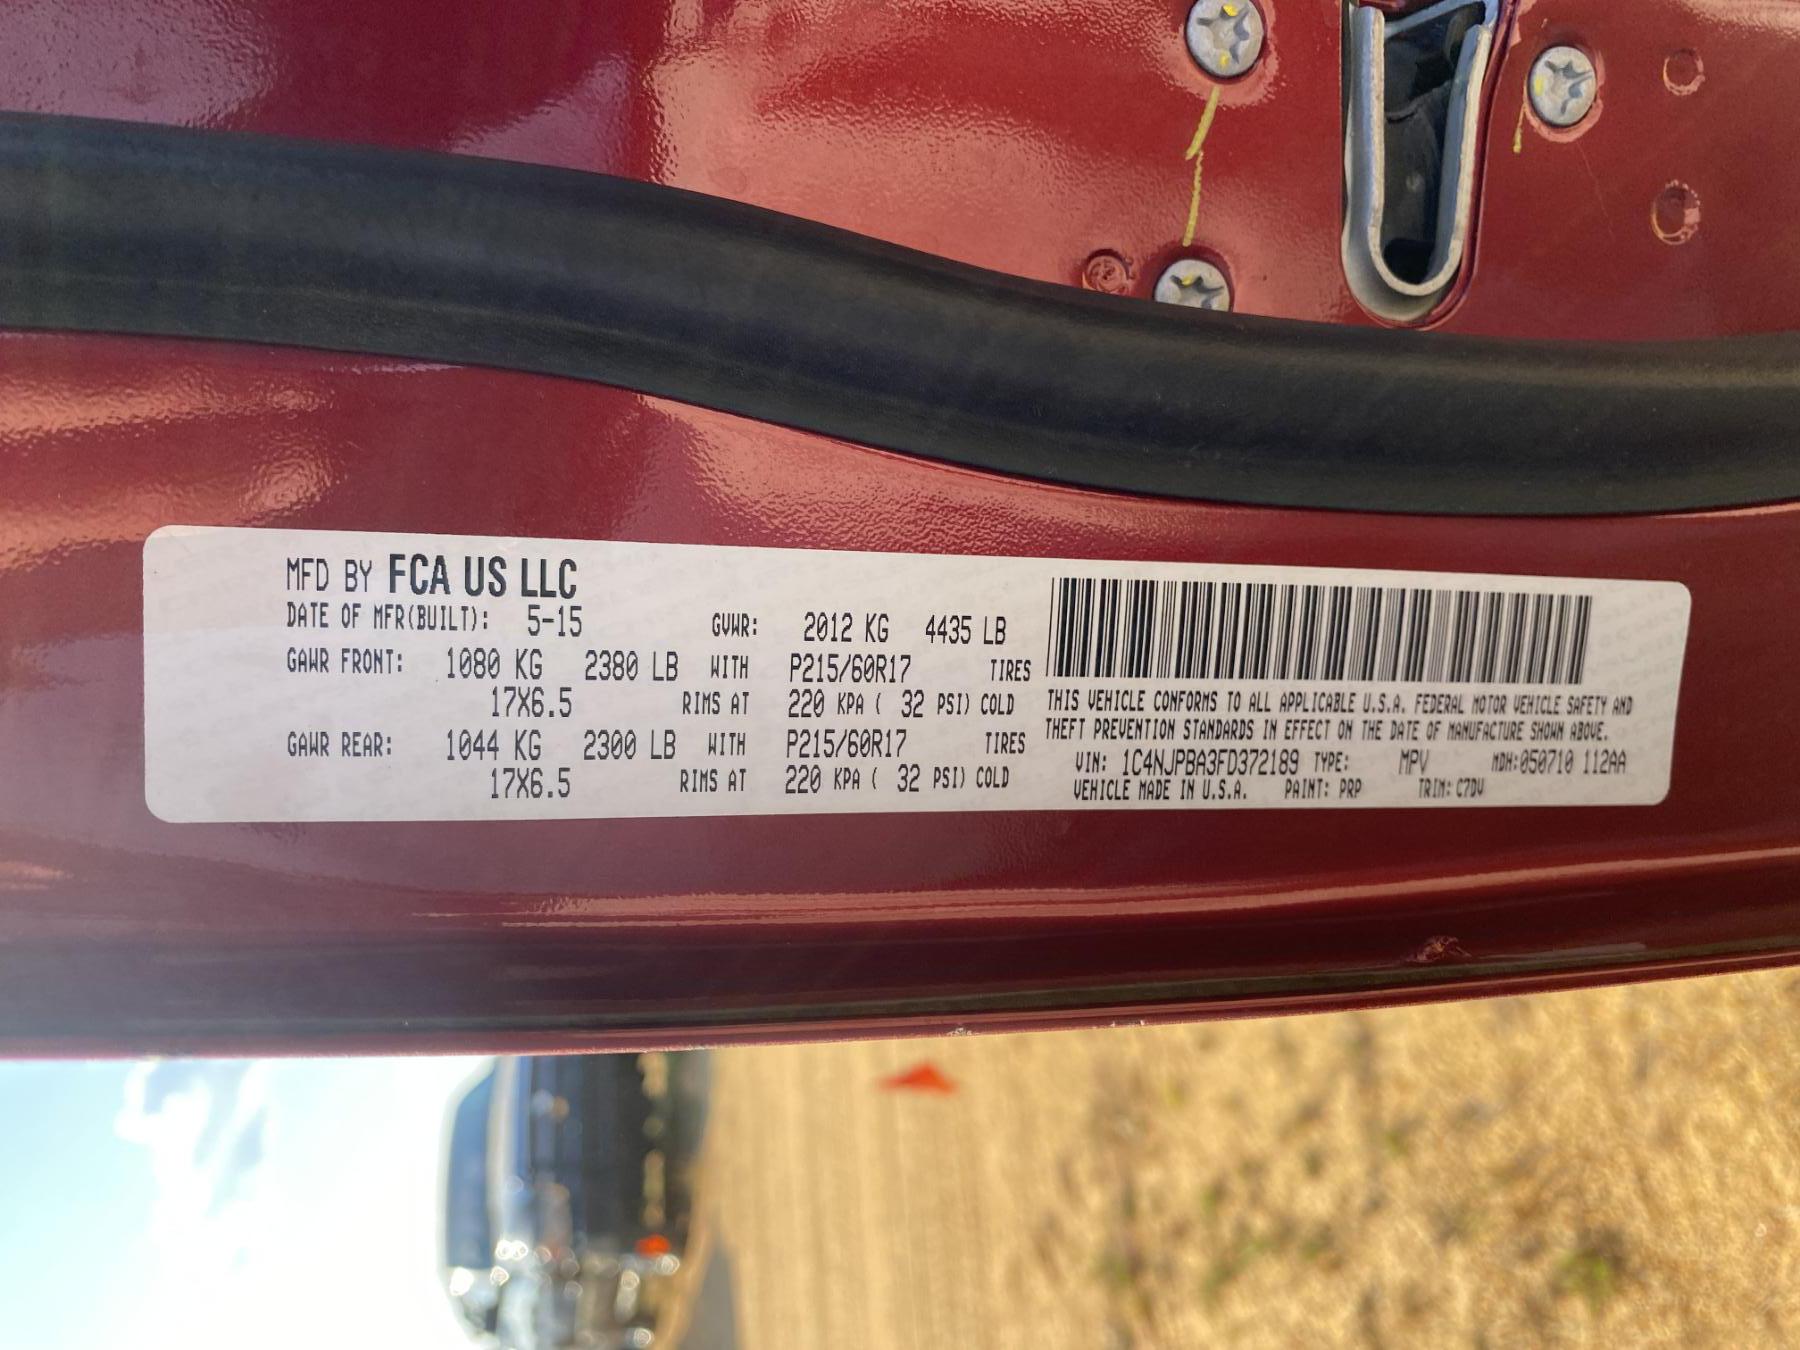 MFD BY FCA US LLC
DATE OF MFR(BUILT): 5-15 GVWR: 2012 KG 4435 LB
GAWR FRONT: 1080 KG 2380 LB WITH P215/60R17 TIRES
17X6.5 RIMS AT 220 KPA ( 32 PSI) COLD
GAWR REAR: 1044 KG 2300 LB WITH P215/60R17 TIRES
17X6.5 RIMS AT 220 KPA ( 32 PSI) COLD
THIS VEHICLE CONFORMS TO ALL APPLICABLE U.S.A. FEDERAL MOTOR VEHICLE SAFETY AND
THEFT PREVENTION STANDARDS IN EFFECT ON THE DATE OF MANUFACTURE SHOWN ABOVE.
VIN: 1C4NJPBA3FD372189 TYPE: MPV MDH:050710 112AA
VEHICLE MADE IN U.S.A. PAINT: PRP TRIM: C7DV